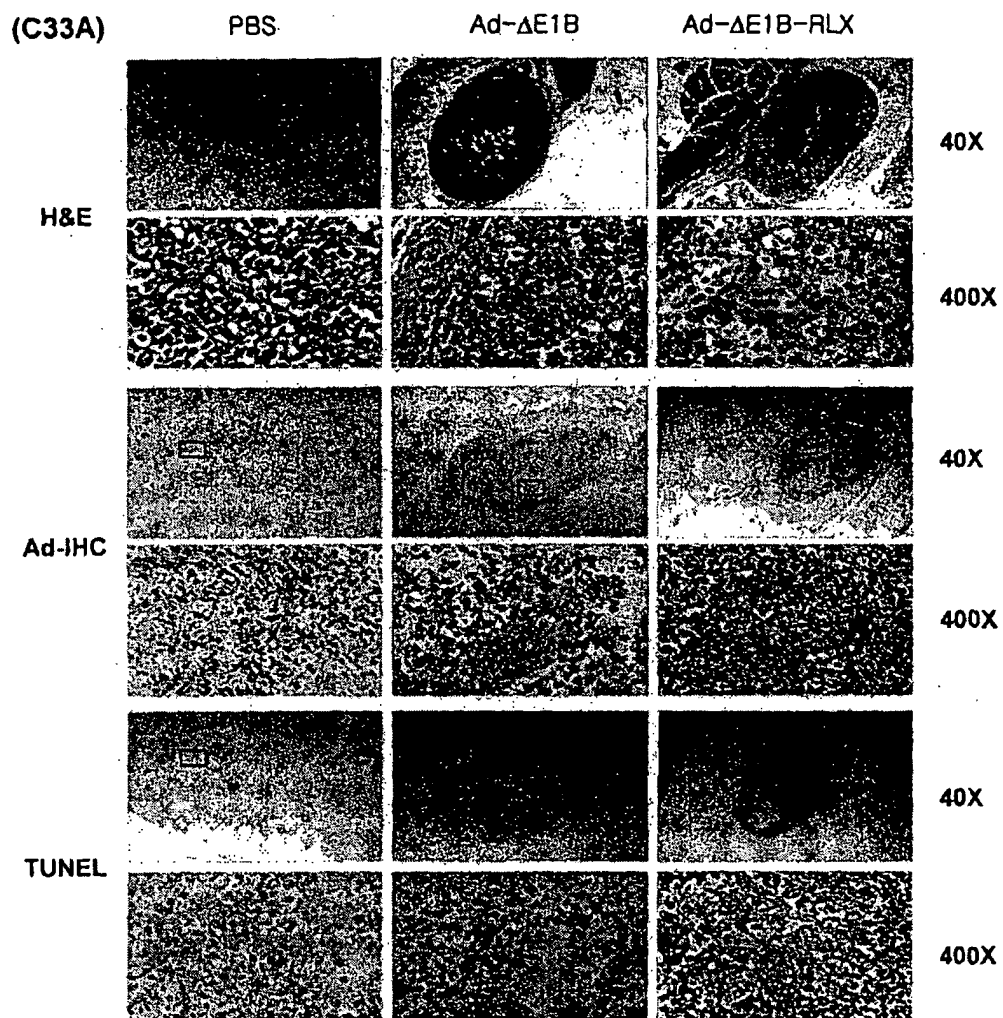 (C33A) PBS Ad-ΔE1B Ad-ΔE1B-RLX
40X
H&E
400X
40X
Ad-IHC
400X
40X
TUNEL
400X